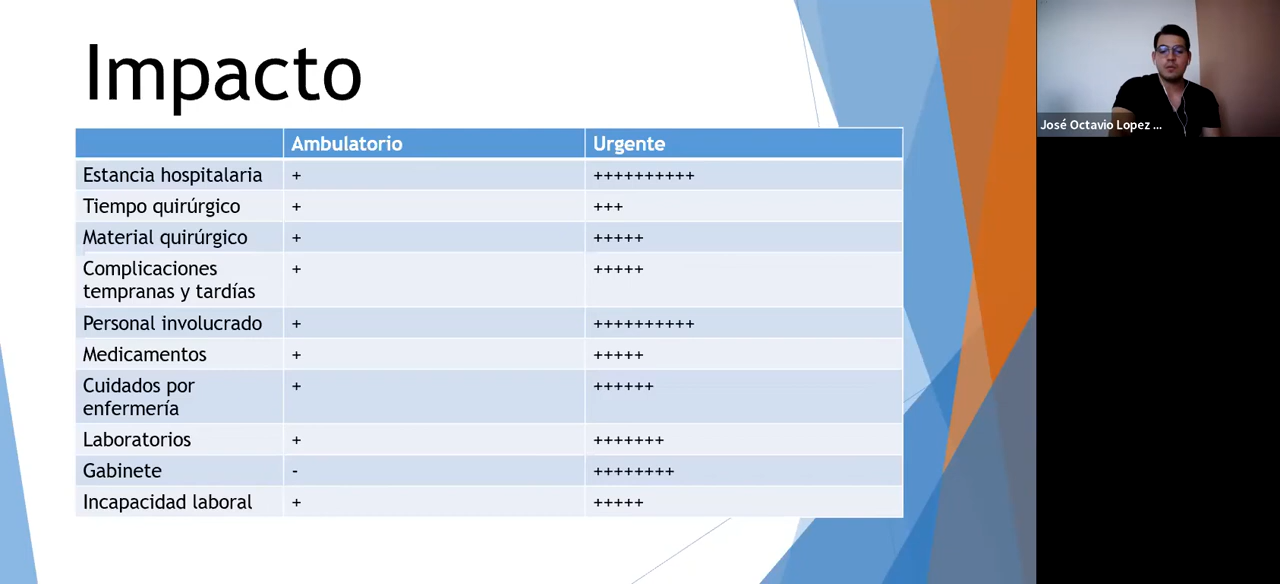 Impacto
Ambulatorio Urgente
Estancia hospitalaria + ++++++++++
Tiempo quirúrgico + +++
Material quirúrgico + +++++
Complicaciones + +++++
tempranas y tardías
Personal involucrado + ++++++++++
Medicamentos + +++++
Cuidados por + ++++++
enfermería
Laboratorios + +++++++
Gabinete - ++++++++
Incapacidad laboral + +++++
José Octavio Lopez ...